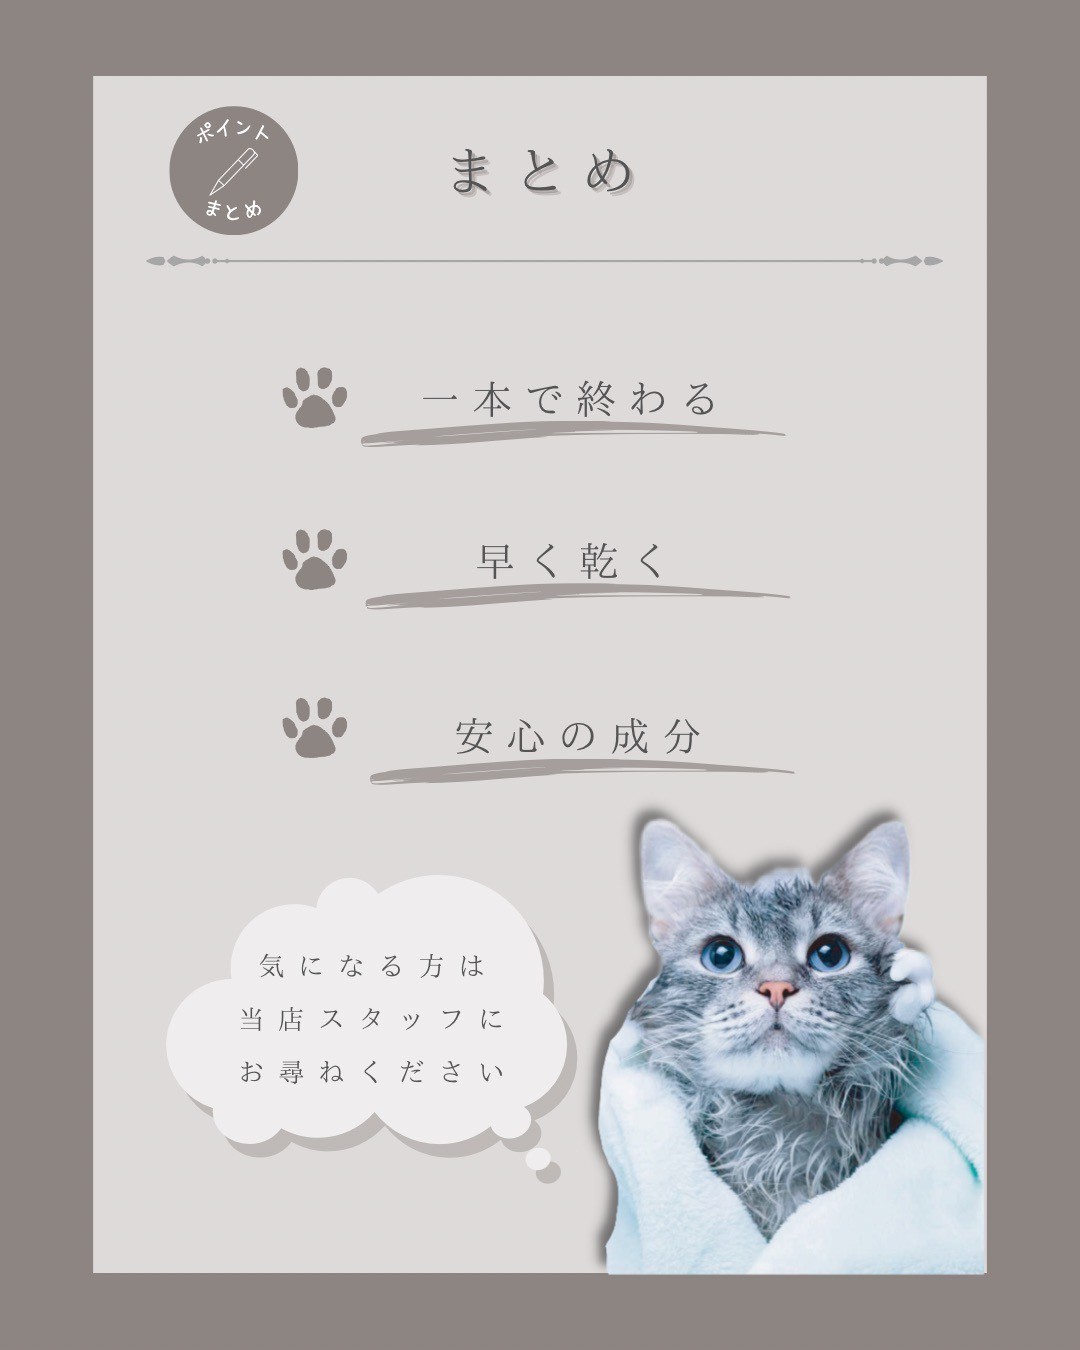 ポイント
まとめ
まとめ
一本で終わる
早く乾く
安心の成分
気になる方は
当店スタッフに
お尋ねください